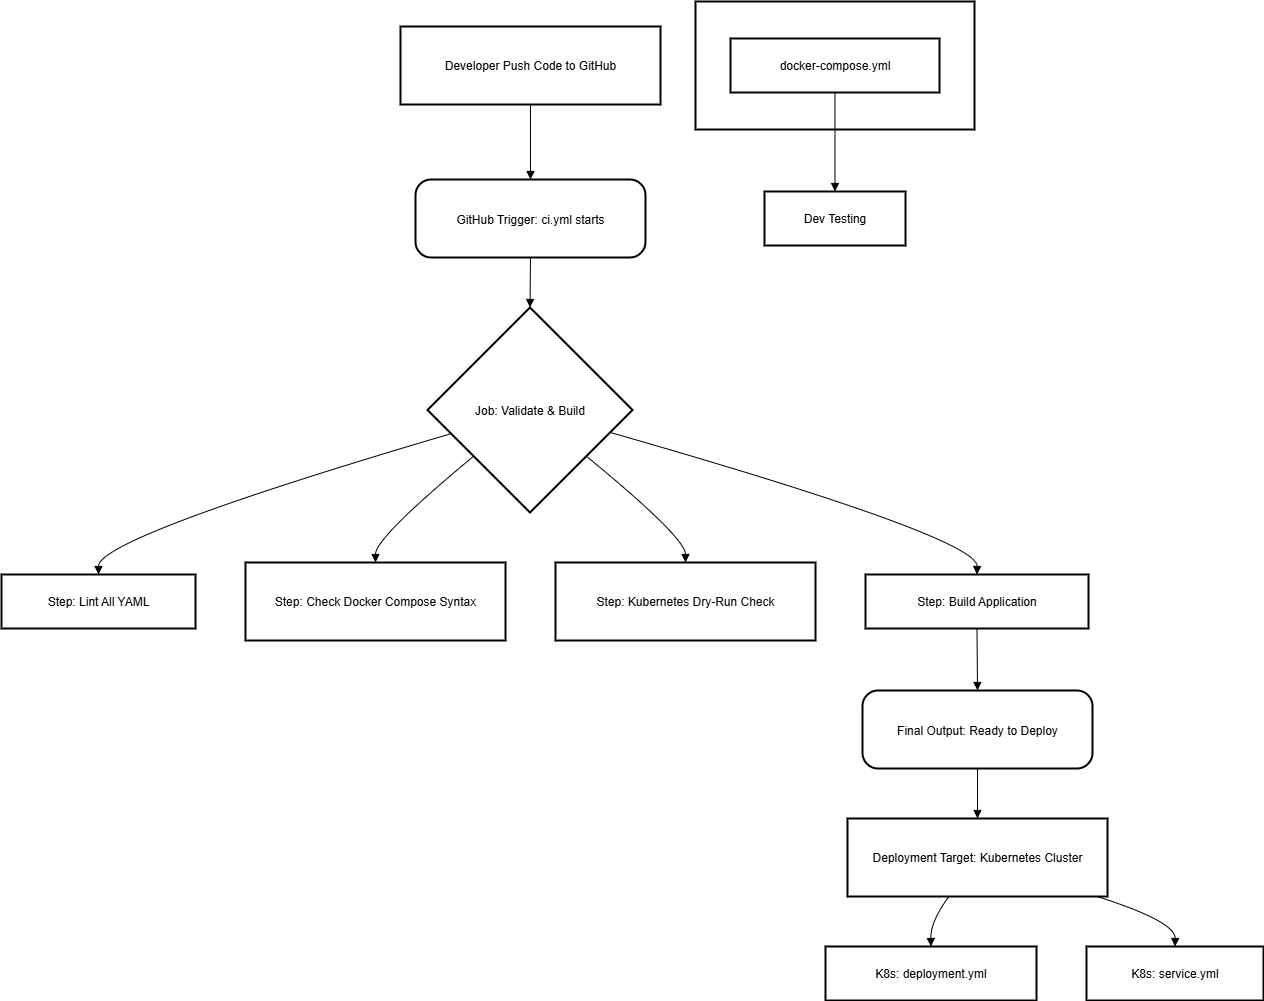 Developer Push Code to GitHub
docker-compose.yml
GitHub Trigger: ci.yml starts
Dev Testing
Job: Validate & Build
Step: Lint All YAML
Step: Check Docker Compose Syntax
Step: Kubernetes Dry-Run Check
Step: Build Application
Final Output: Ready to Deploy
Deployment Target: Kubernetes Cluster
K8s: deployment.yml
K8s: service.yml